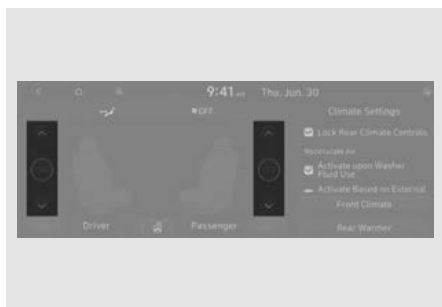 9:41 Thu, Jun. 30
OFF
Climate Settings
Lock Rear Climate Controls
Recirculate Air
Activate upon Washer
Fluid Use
Activate Based on External
Front Climate
Driver
Passenger
Rear Warmer